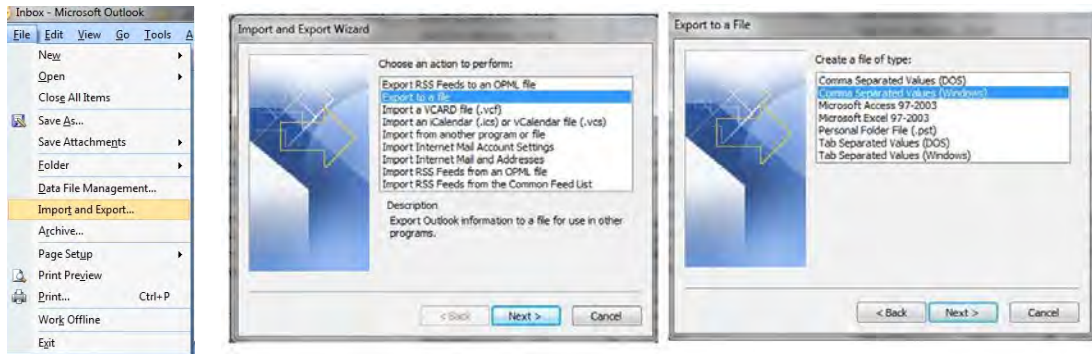 Inbox - Microsoft Outlook
File Edit View Go Tools A
New
Open
Close All Items
Save As...
Save Attachments
Folder
Data File Management...
Import and Export...
Archive...
Page Setup
Print Preview
Print... Ctrl+P
Work Offline
Exit
Import and Export Wizard
Choose an action to perform:
Export RSS Feeds to an OPML file
Export to a file
Import a VCARD file (.vcf)
Import an iCalendar (.ics) or vCalendar file (.vcs)
Import from another program or file
Import Internet Mail Account Settings
Import Internet Mail and Addresses
Import RSS Feeds from an OPML file
Import RSS Feeds from the Common Feed List
Description
Export Outlook information to a file for use in other
programs.
< Back Next > Cancel
Export to a File
Create a file of type:
Comma Separated Values (DOS)
Comma Separated Values (Windows)
Microsoft Access 97-2003
Microsoft Excel 97-2003
Personal Folder File (.pst)
Tab Separated Values (DOS)
Tab Separated Values (Windows)
< Back Next > Cancel